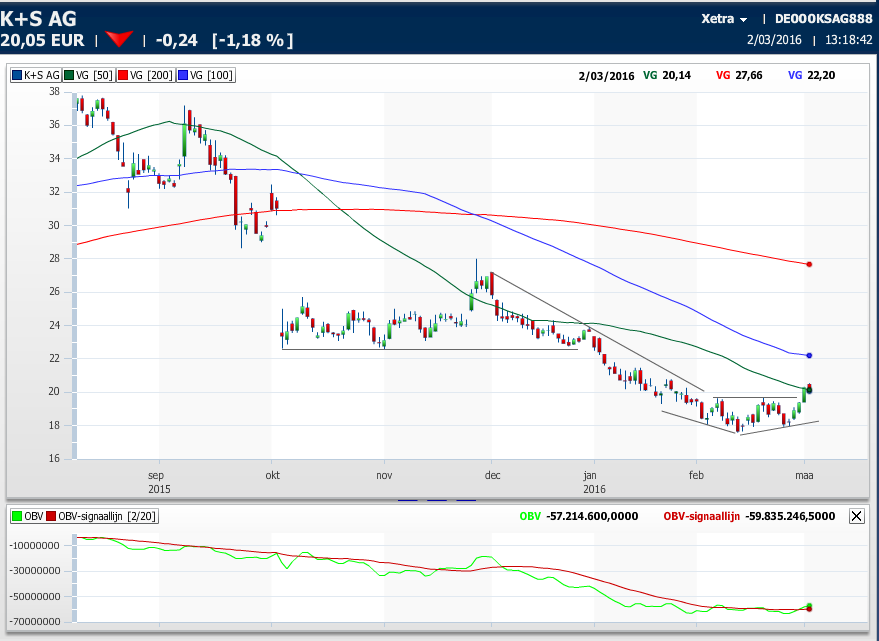 K+S AG
Xetra | DE000KSAG888
20,05 EUR | | -0,24 [-1,18 %]
2/03/2016 | 13:18:42
K+S AG VG [50] VG [200] VG [100]
2/03/2016 VG 20,14 VG 27,66 VG 22,20
38
36
34
32
30
28
26
24
22
20
18
16
sep okt nov dec jan feb maa
2015 2016
OBV OBV-signaallijn [2/20]
OBV -57.214.600,0000 OBV-signaallijn -59.835.246,5000
-10000000
-30000000
-50000000
-70000000